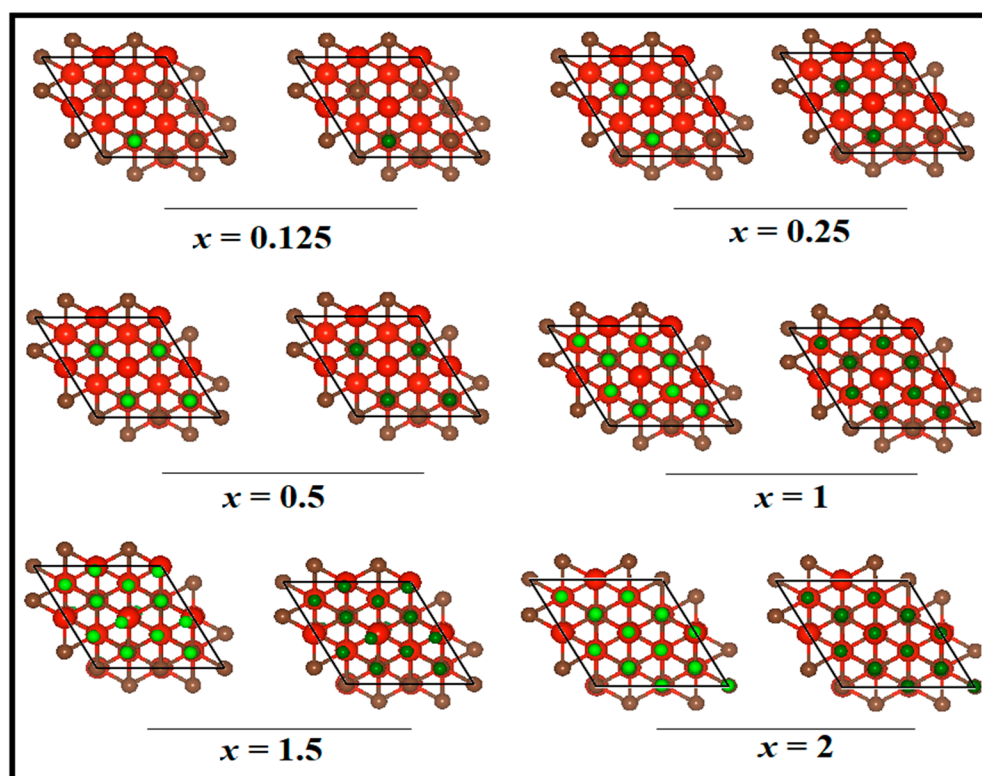 x = 0.125
x = 0.25
x = 0.5
x = 1
x = 1.5
x = 2